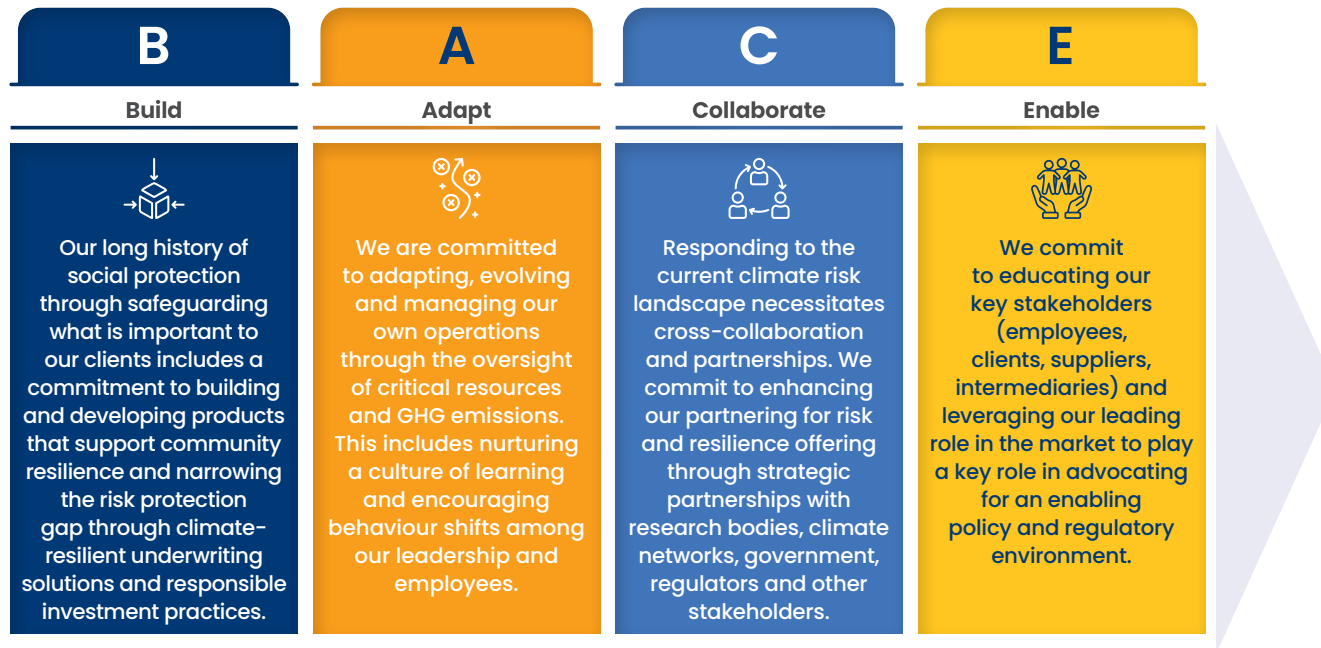 B
Build
Our long history of
social protection
through safeguarding
what is important to
our clients includes a
commitment to building
and developing products
that support community
resilience and narrowing
the risk protection
gap through climate-
resilient underwriting
solutions and responsible
investment practices.
A
Adapt
We are committed
to adapting, evolving
and managing our
own operations
through the oversight
of critical resources
and GHG emissions.
This includes nurturing
a culture of learning
and encouraging
behaviour shifts among
our leadership and
employees.
C
Collaborate
Responding to the
current climate risk
landscape necessitates
cross-collaboration
and partnerships. We
commit to enhancing
our partnering for risk
and resilience offering
through strategic
partnerships with
research bodies, climate
networks, government,
regulators and other
stakeholders.
E
Enable
We commit
to educating our
key stakeholders
(employees,
clients, suppliers,
intermediaries) and
leveraging our leading
role in the market to play
a key role in advocating
for an enabling
policy and regulatory
environment.